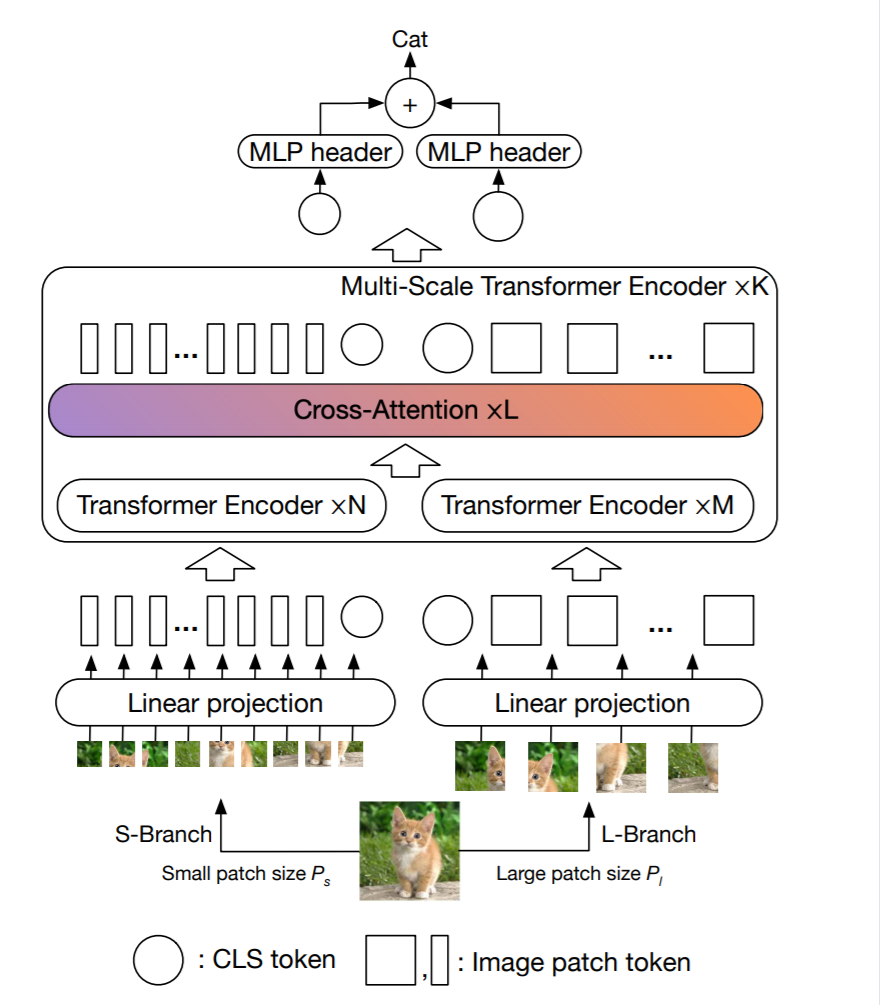 Cat
+
MLP header
MLP header
Multi-Scale Transformer Encoder ×K
...
...
Cross-Attention ×L
Transformer Encoder ×N
Transformer Encoder ×M
...
...
Linear projection
Linear projection
S-Branch
L-Branch
Small patch size Ps
Large patch size Pl
: CLS token
, : Image patch token